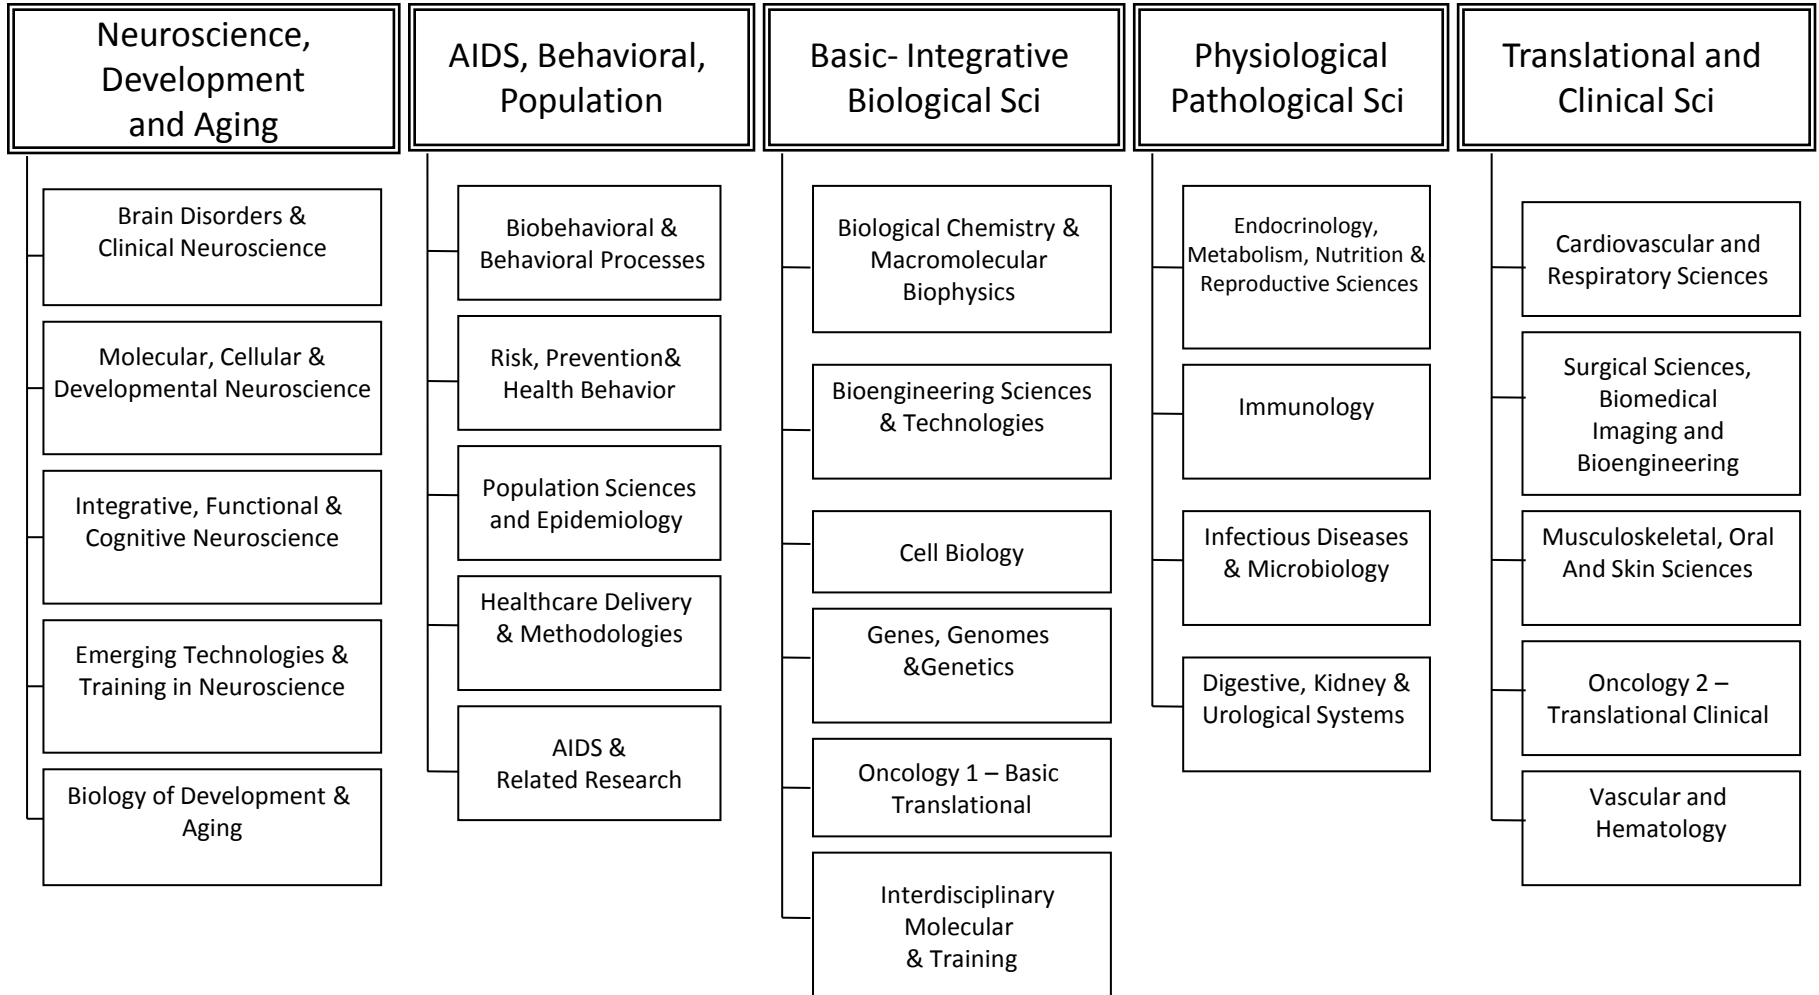 Neuroscience,
Development
and Aging
Brain Disorders &
Clinical Neuroscience
Molecular, Cellular &
Developmental Neuroscience
Integrative, Functional &
Cognitive Neuroscience
Emerging Technologies &
Training in Neuroscience
Biology of Development &
Aging
AIDS, Behavioral,
Population
Biobehavioral &
Behavioral Processes
Risk, Prevention&
Health Behavior
Population Sciences
and Epidemiology
Healthcare Delivery
& Methodologies
AIDS &
Related Research
Basic- Integrative
Biological Sci
Biological Chemistry &
Macromolecular
Biophysics
Bioengineering Sciences
& Technologies
Cell Biology
Genes, Genomes
&Genetics
Oncology 1 – Basic
Translational
Interdisciplinary
Molecular
& Training
Physiological
Pathological Sci
Endocrinology,
Metabolism, Nutrition &
Reproductive Sciences
Immunology
Infectious Diseases
& Microbiology
Digestive, Kidney &
Urological Systems
Translational and
Clinical Sci
Cardiovascular and
Respiratory Sciences
Surgical Sciences,
Biomedical
Imaging and
Bioengineering
Musculoskeletal, Oral
And Skin Sciences
Oncology 2 –
Translational Clinical
Vascular and
Hematology